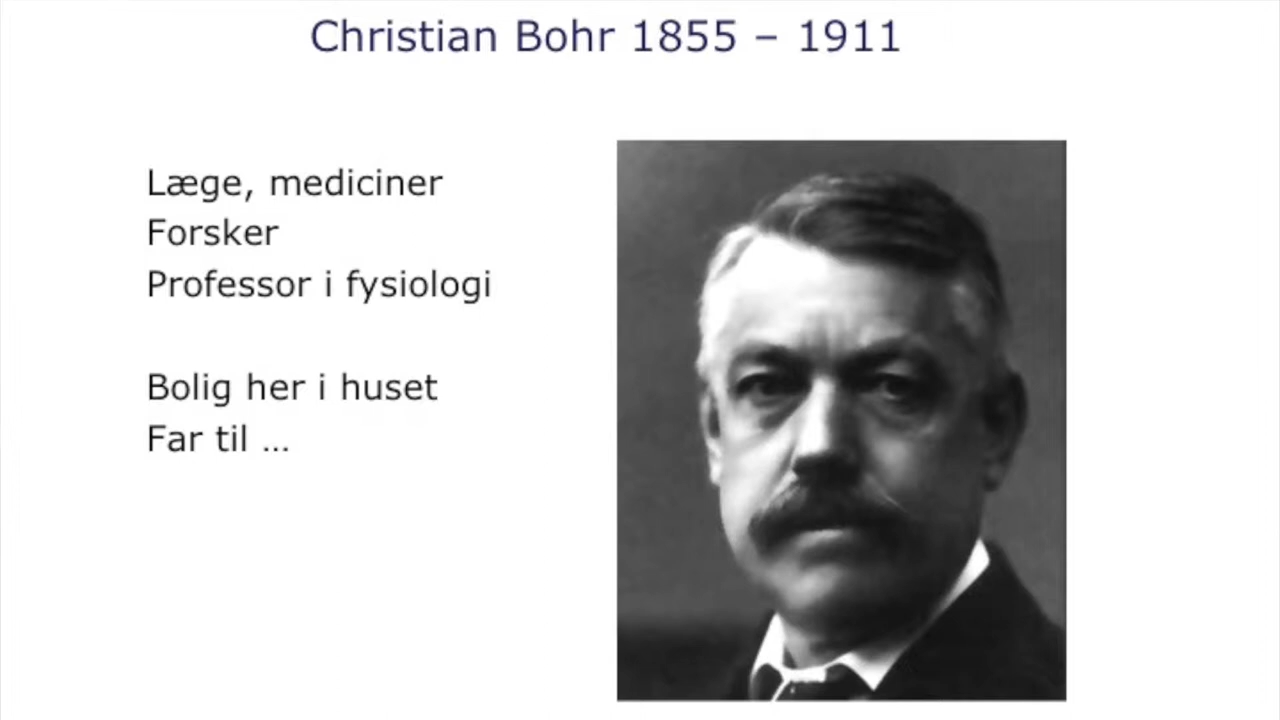 Christian Bohr 1855 – 1911
Læge, mediciner
Forsker
Professor i fysiologi
Bolig her i huset
Far til …